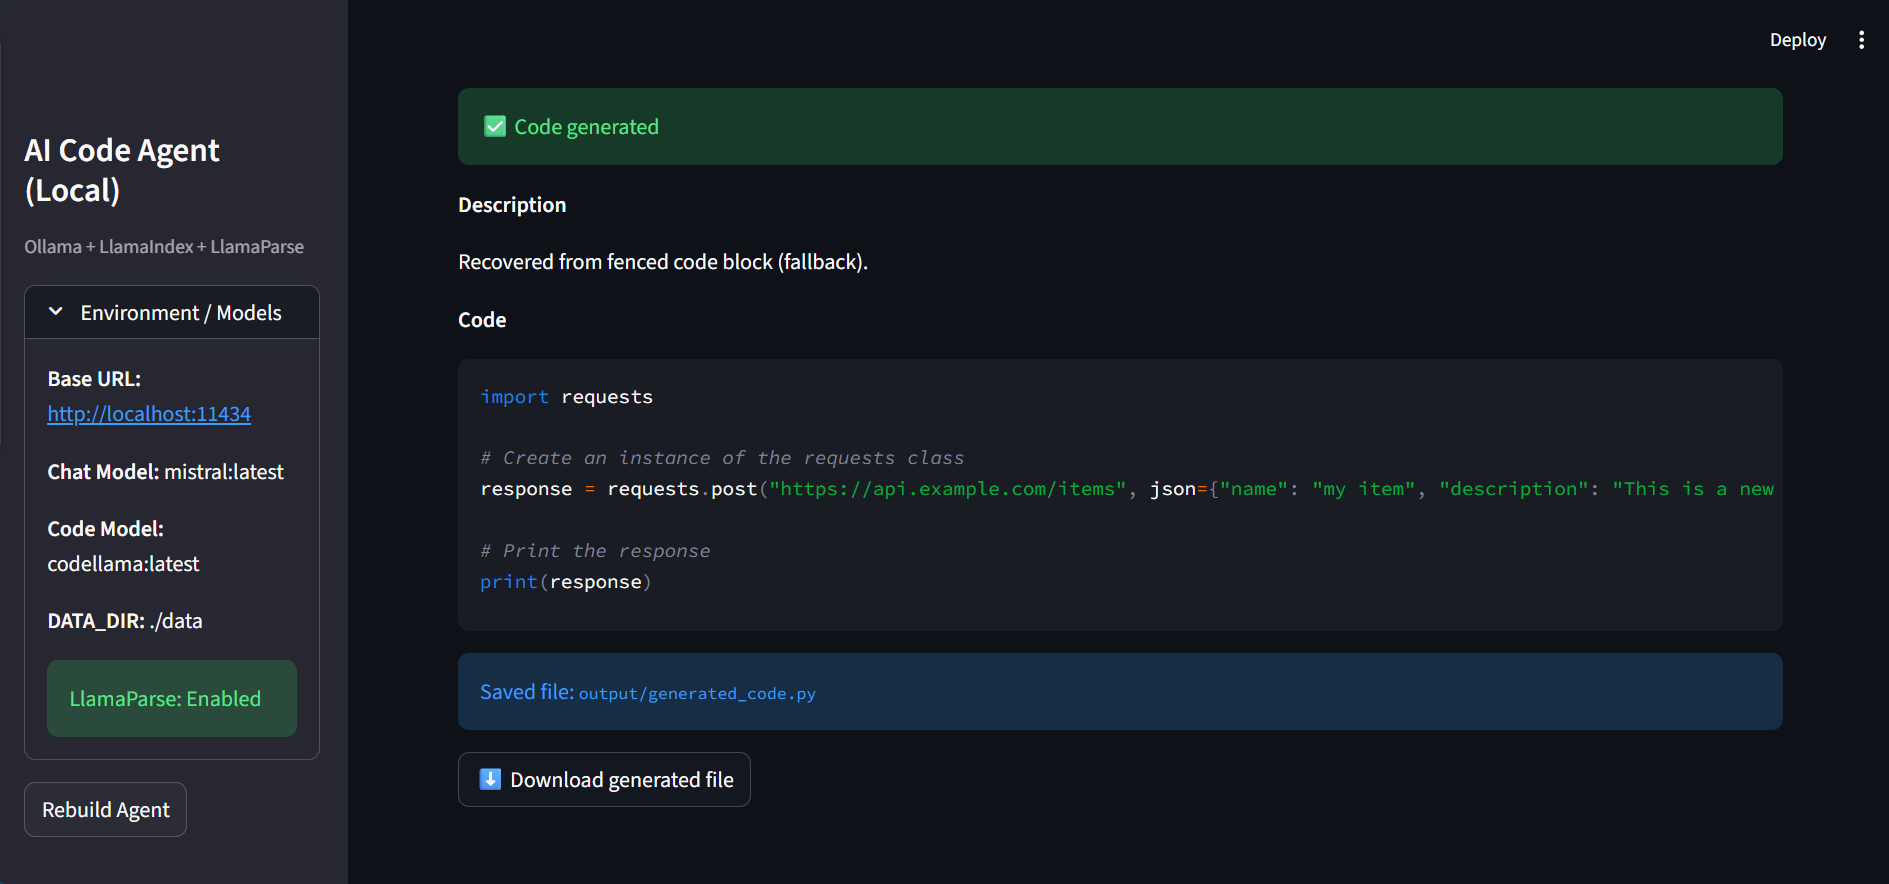 Deploy
AI Code Agent
(Local)
Ollama + LlamaIndex + LlamaParse
Environment / Models
Base URL:
http://localhost:11434
Chat Model: mistral:latest
Code Model:
codellama:latest
DATA_DIR: ./data
LlamaParse: Enabled
Rebuild Agent
Code generated
Description
Recovered from fenced code block (fallback).
Code
import requests
# Create an instance of the requests class
response = requests.post("https://api.example.com/items", json={"name": "my item", "description": "This is a new
# Print the response
print(response)
Saved file: output/generated_code.py
Download generated file